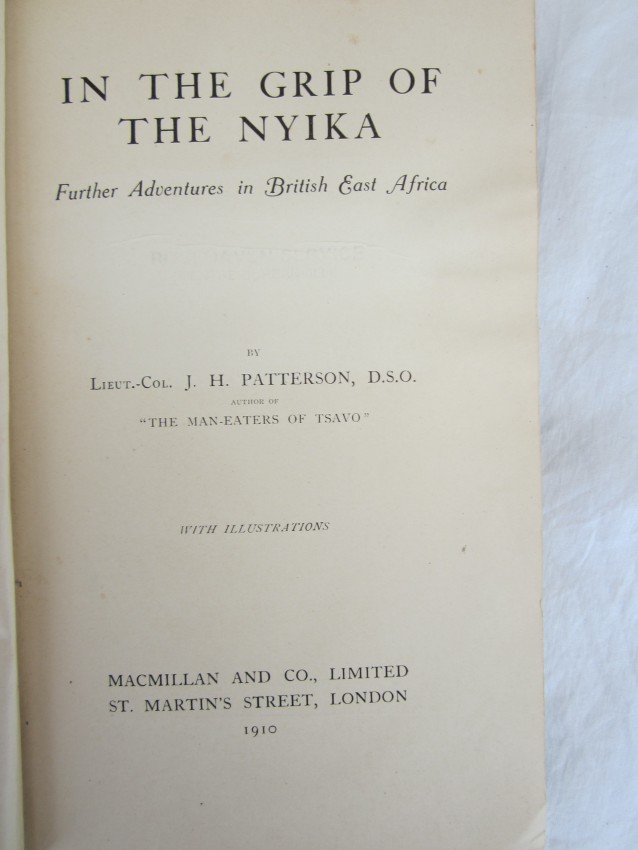 IN THE GRIP OF
THE NYIKA
Further Adventures in British East Africa
BY
LIEUT.-COL. J. H. PATTERSON, D.S.O.
AUTHOR OF
"THE MAN-EATERS OF TSAVO"
WITH ILLUSTRATIONS
MACMILLAN AND CO., LIMITED
ST. MARTIN'S STREET, LONDON
1910